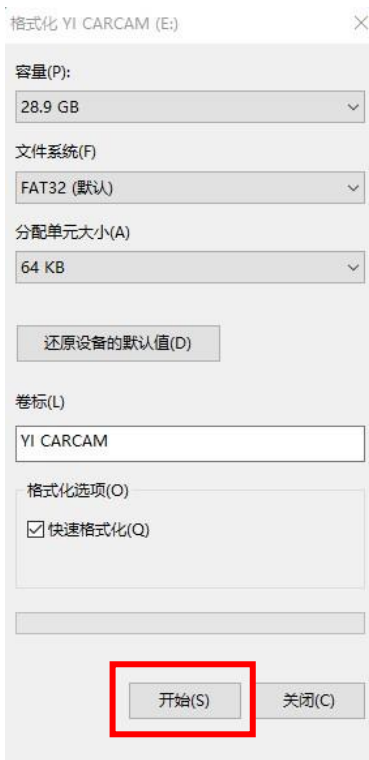 格式化 YI CARCAM (E:)
容量(P):
28.9 GB
文件系统(F)
FAT32 (默认)
分配单元大小(A)
64 KB
还原设备的默认值(D)
卷标(L)
YI CARCAM
格式化选项(O)
快速格式化(Q)
开始(S) 关闭(C)